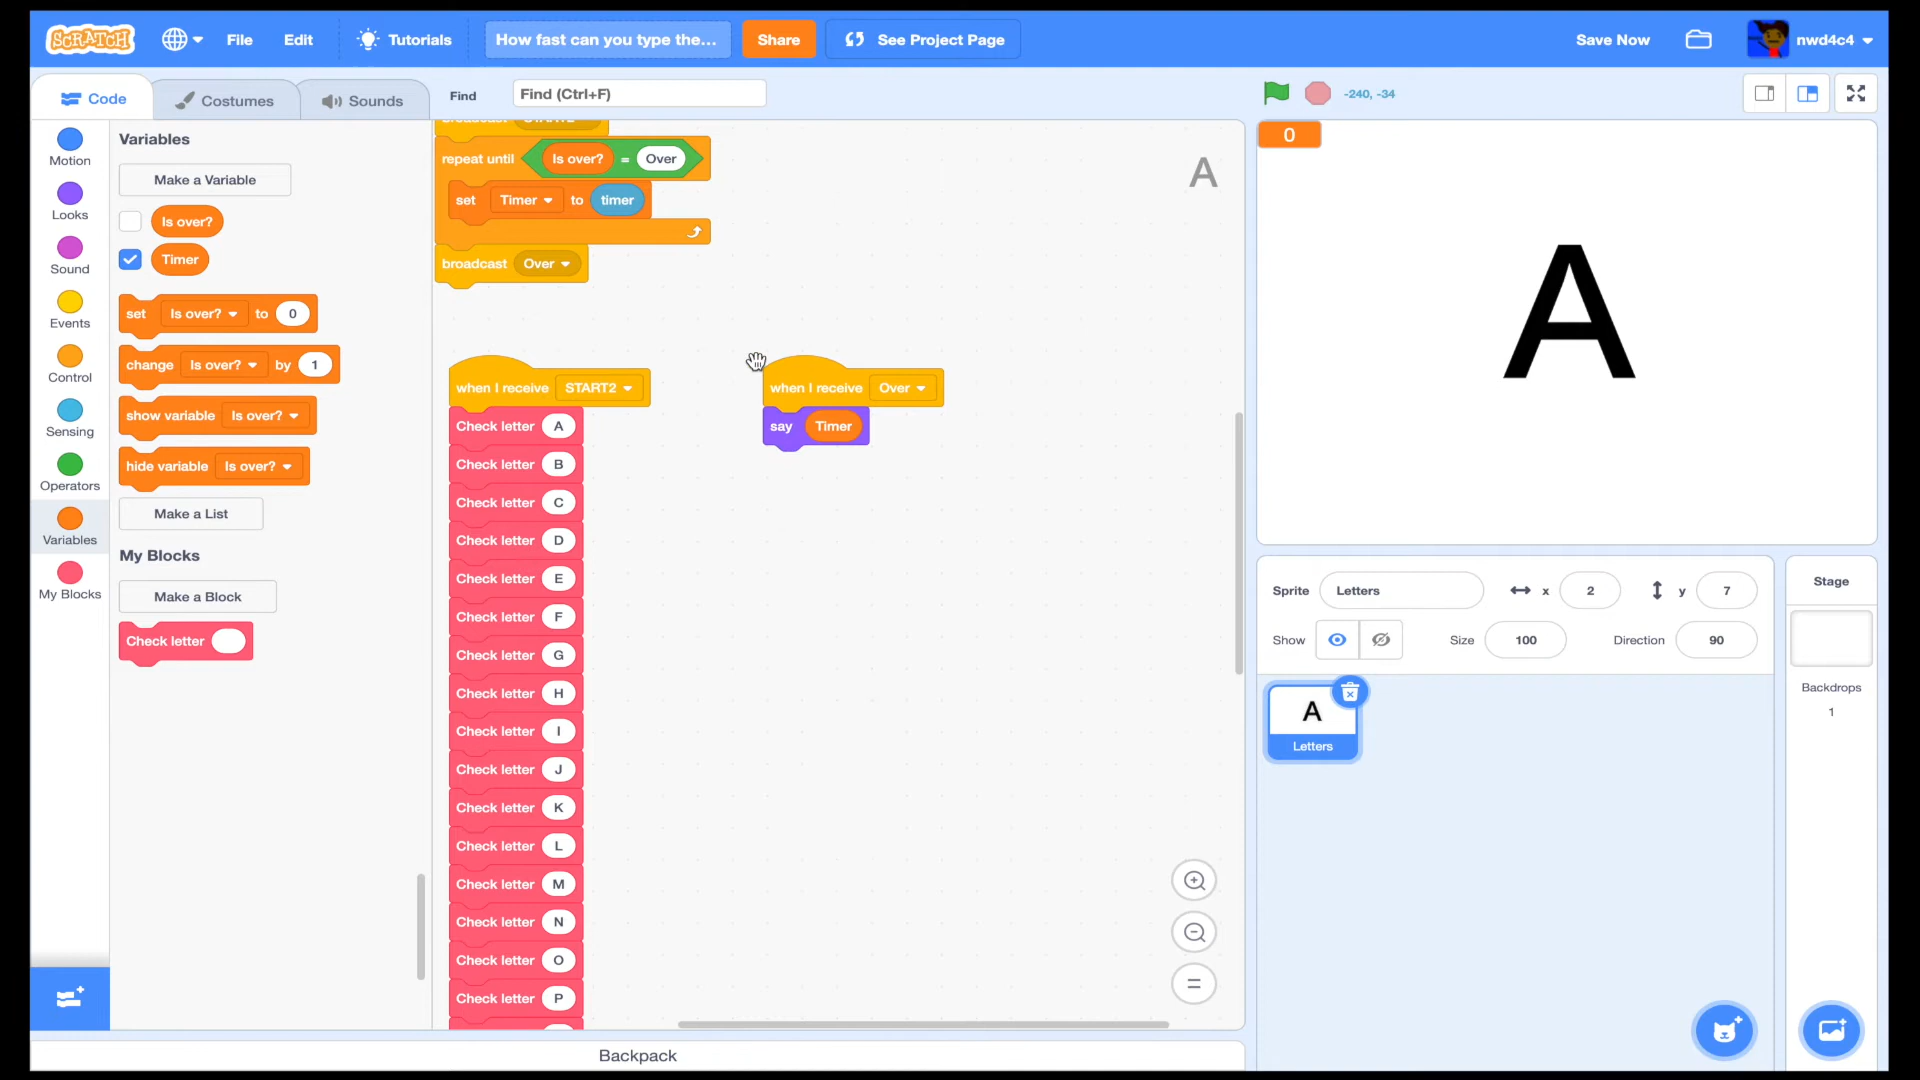 SCRATCH File Edit Tutorials How fast can you type the... Share See Project Page Save Now nwd4c4
Code Costumes Sounds Find Find (Ctrl+F) -240, -34
Motion
Looks
Sound
Events
Control
Sensing
Operators
Variables
My Blocks
Variables
Make a Variable
Is over?
Timer
set Is over? to 0
change Is over? by 1
show variable Is over?
hide variable Is over?
Make a List
My Blocks
Make a Block
Check letter
broadcast START2
repeat until Is over? = Over
set Timer to timer
broadcast Over
A
when I receive START2
Check letter A
Check letter B
Check letter C
Check letter D
Check letter E
Check letter F
Check letter G
Check letter H
Check letter I
Check letter J
Check letter K
Check letter L
Check letter M
Check letter N
Check letter O
Check letter P
when I receive Over
say Timer
0
A
Sprite Letters x 2 y 7
Show Size 100 Direction 90
A
Letters
Stage
Backdrops
1
Backpack